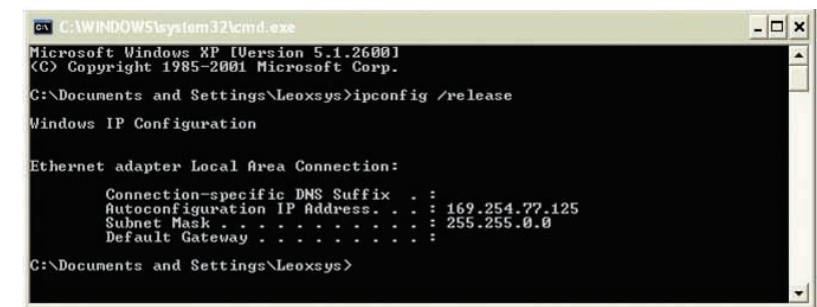 C:\WINDOWS\system32\cmd.exe
Microsoft Windows XP [Version 5.1.2600]
(C) Copyright 1985-2001 Microsoft Corp.
C:\Documents and Settings\Leoxsys>ipconfig /release
Windows IP Configuration
Ethernet adapter Local Area Connection:
Connection-specific DNS Suffix . :
Autoconfiguration IP Address. . . : 169.254.77.125
Subnet Mask . . . . . . . . . . . : 255.255.0.0
Default Gateway . . . . . . . . . :
C:\Documents and Settings\Leoxsys>